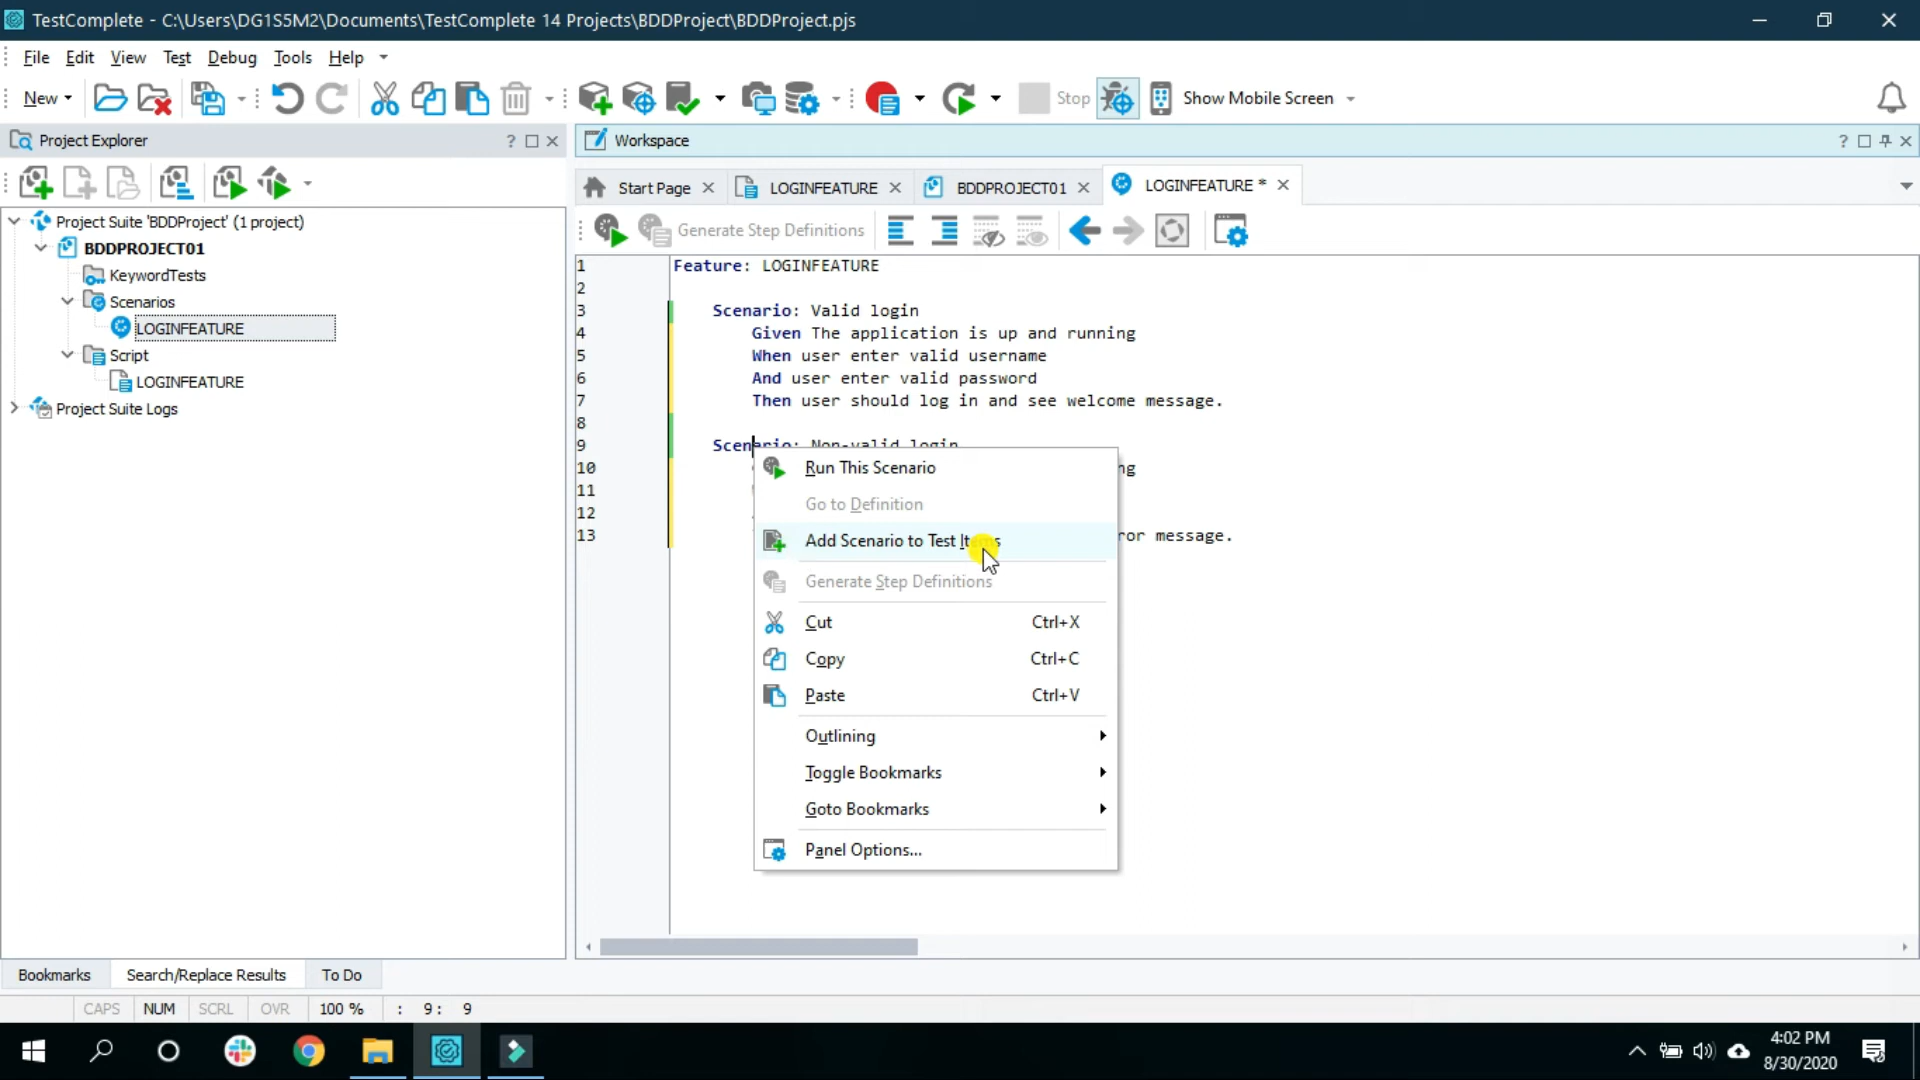 TestComplete - C:\Users\DG1S5M2\Documents\TestComplete 14 Projects\BDDProject\BDDProject.pjs
File Edit View Test Debug Tools Help
New Stop Show Mobile Screen
Project Explorer ?
Workspace ?
Start Page LOGINFEATURE BDDPROJECT01 LOGINFEATURE *
Generate Step Definitions
Project Suite 'BDDProject' (1 project)
BDDPROJECT01
KeywordTests
Scenarios
LOGINFEATURE
Script
LOGINFEATURE
Project Suite Logs
1 Feature: LOGINFEATURE
2
3 Scenario: Valid login
4 Given The application is up and running
5 When user enter valid username
6 And user enter valid password
7 Then user should log in and see welcome message.
8
9 Scenario: Non-valid login
10 ng
11
12
13 ror message.
Run This Scenario
Go to Definition
Add Scenario to Test Items
Generate Step Definitions
Cut Ctrl+X
Copy Ctrl+C
Paste Ctrl+V
Outlining
Toggle Bookmarks
Goto Bookmarks
Panel Options...
Bookmarks Search/Replace Results To Do
CAPS NUM SCRL OVR 100 % : 9: 9
4:02 PM
8/30/2020